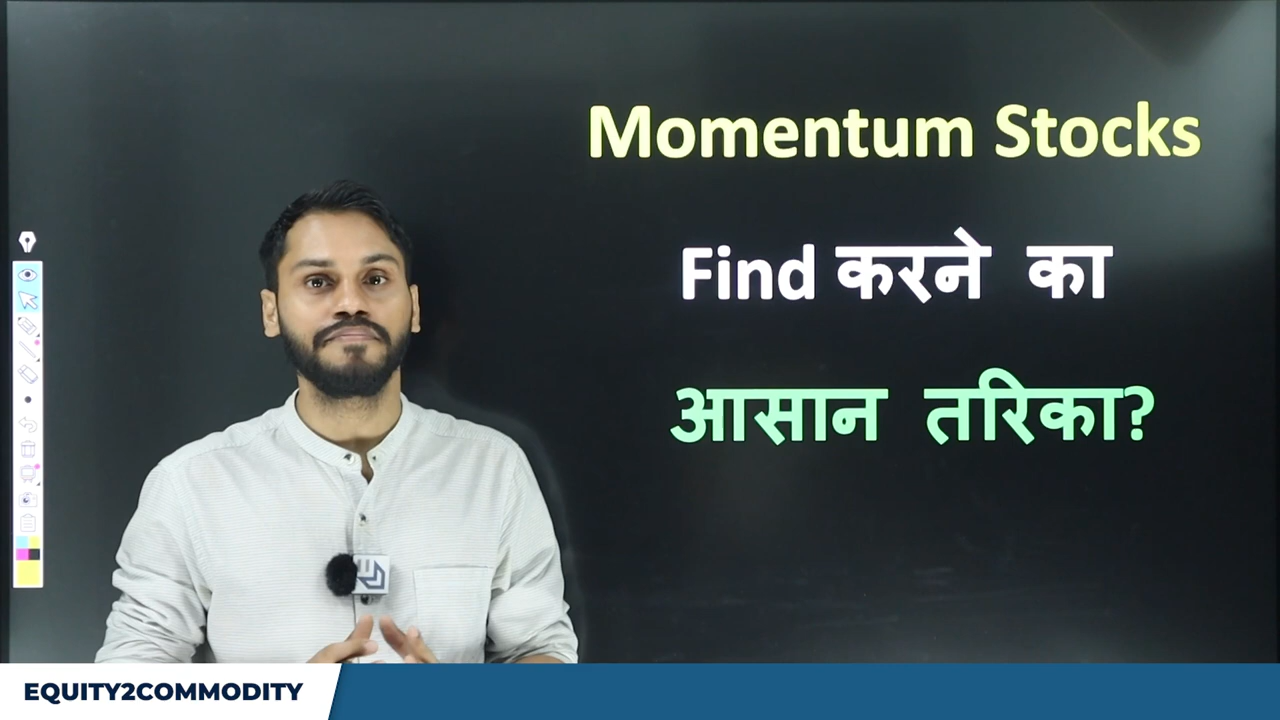 Momentum Stocks
Find करने का
आसान तरिका?
EQUITY2COMMODITY